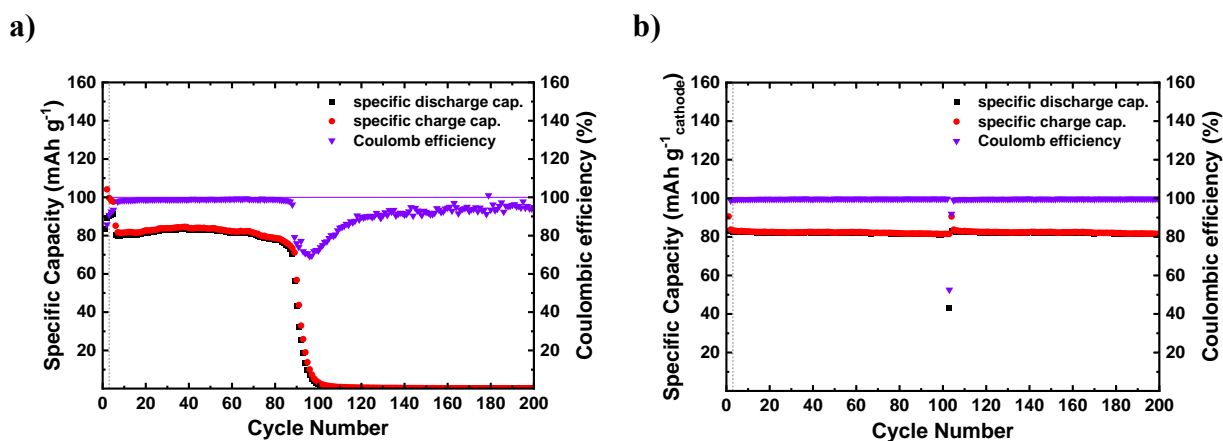 a)
Specific Capacity (mAh g⁻¹)
160
140
120
100
80
60
40
20
specific discharge cap.
specific charge cap.
Coulomb efficiency
160
140
120
100
80
60
40
20
Coulombic efficiency (%)
0 20 40 60 80 100 120 140 160 180 200
Cycle Number
b)
Specific Capacity (mAh g⁻¹ cathode)
160
140
120
100
80
60
40
20
specific discharge cap.
specific charge cap.
Coulomb efficiency
160
140
120
100
80
60
40
20
Coulombic efficiency (%)
0 20 40 60 80 100 120 140 160 180 200
Cycle Number